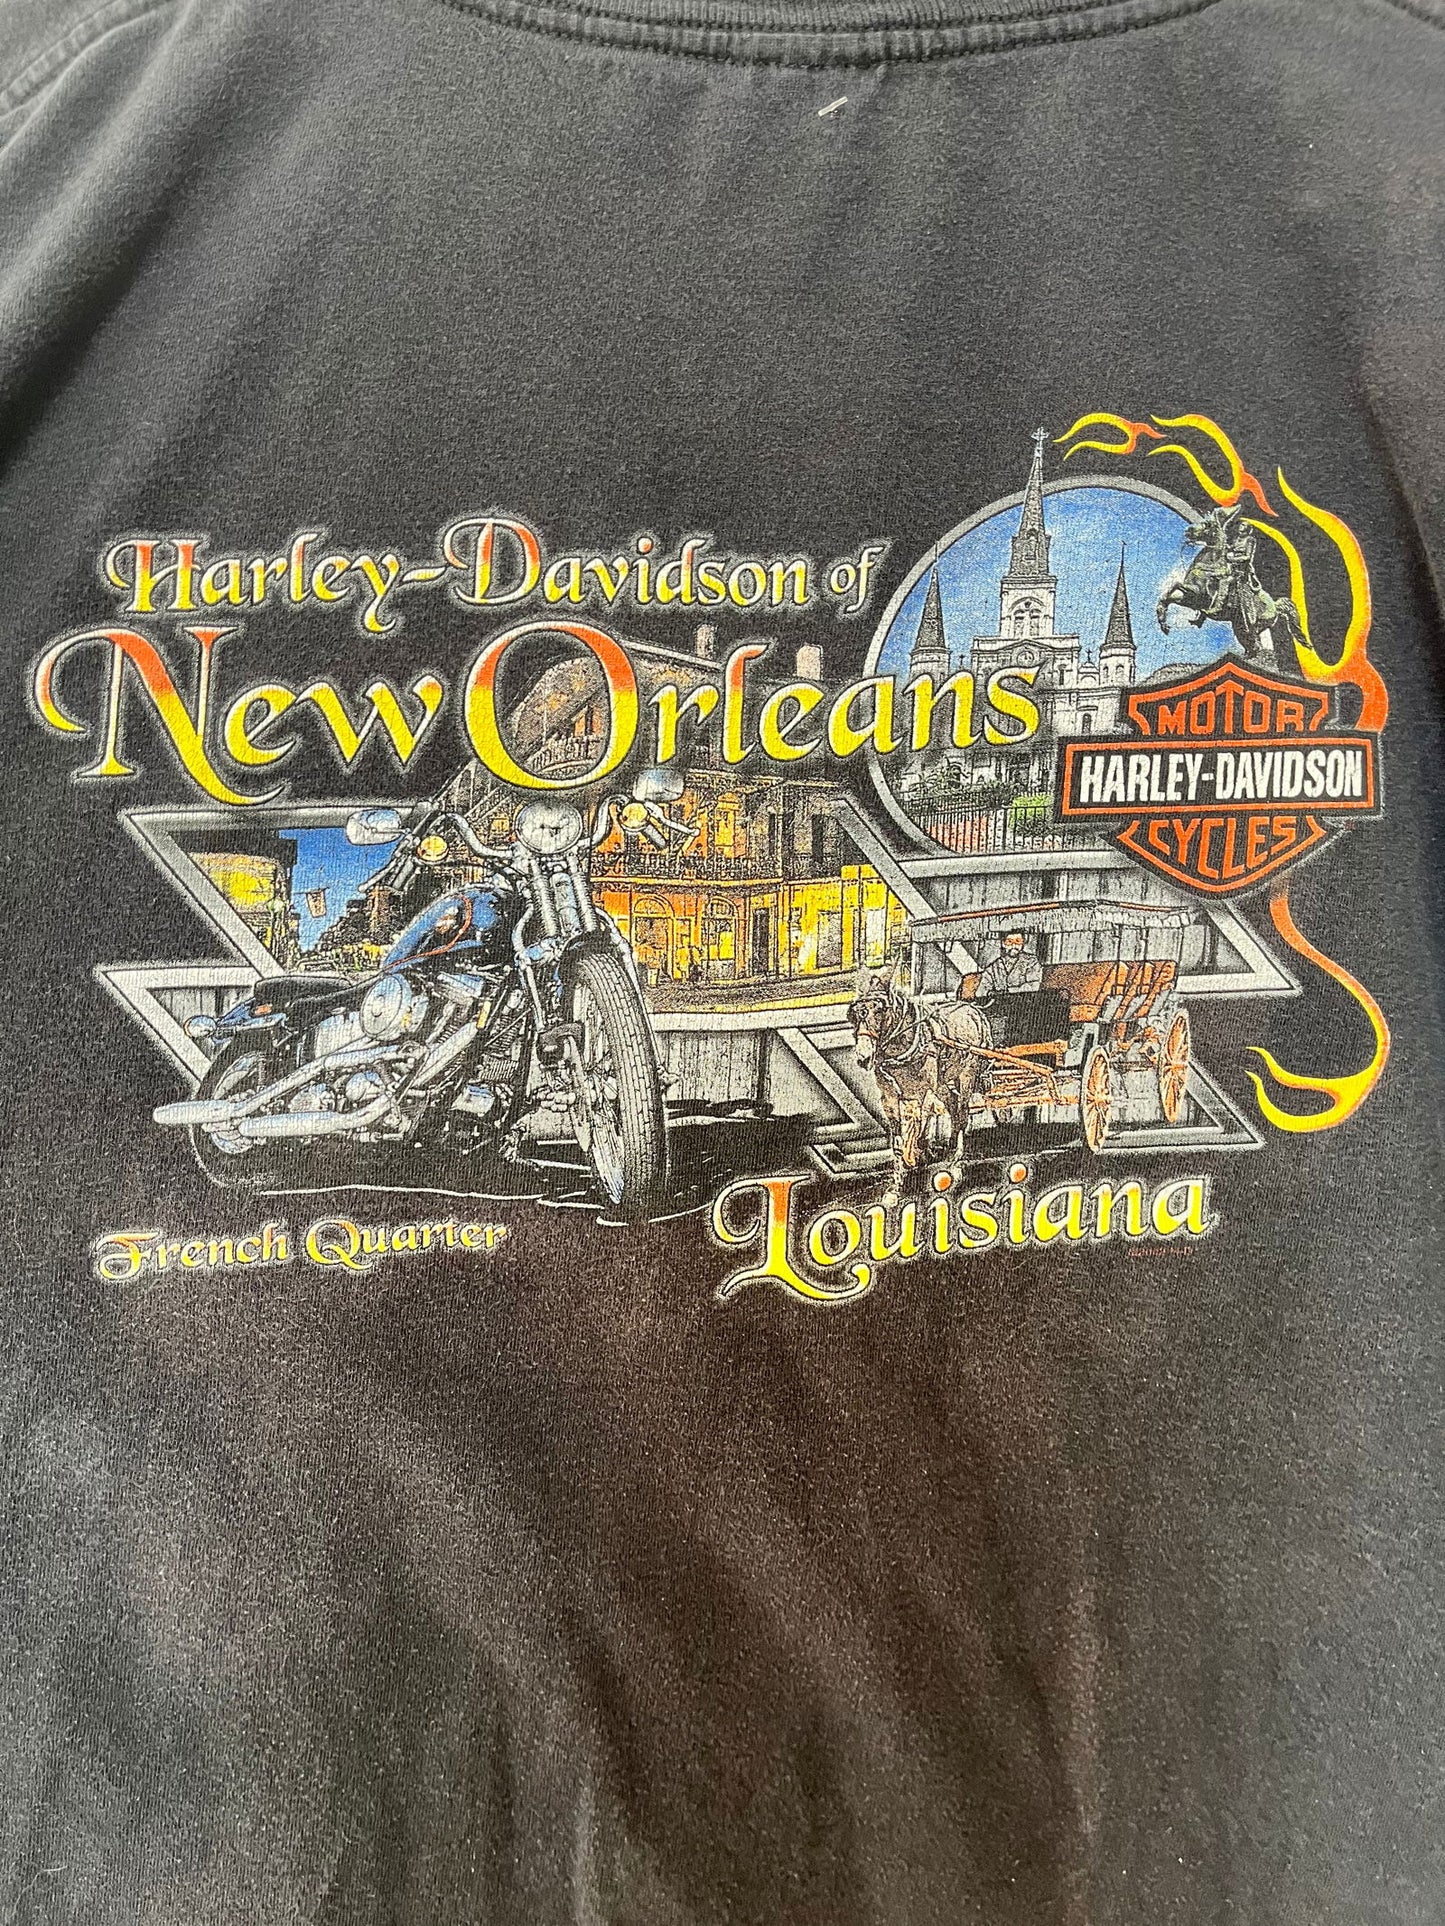 Harley-Davidson of
New Orleans
MOTOR
HARLEY-DAVIDSON
CYCLES
French Quarter
Louisiana